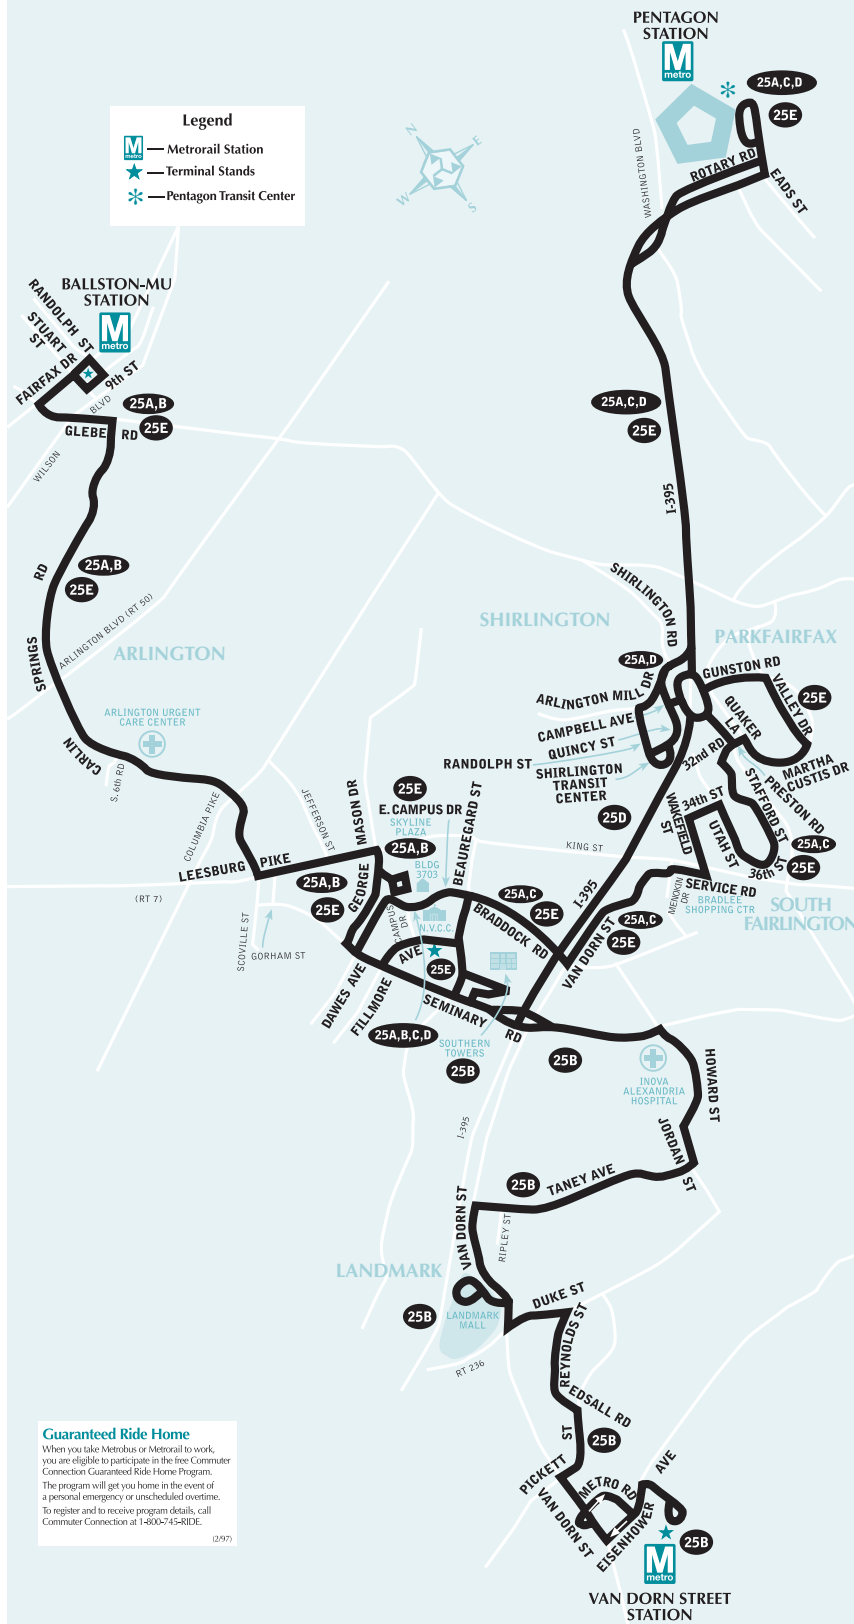 PENTAGON
STATION
M
metro
25A,C,D
25E
ROTARY RD
EADS ST
WASHINGTON BLVD
Legend
M
metro
Metrorail Station
Terminal Stands
Pentagon Transit Center
N
E
W
S
BALLSTON-MU
STATION
M
metro
RANDOLPH ST
STUART
ST
FAIRFAX DR
9th ST
BLVD
25A,B
25E
GLEBE RD
WILSON
25A,C,D
25E
I-395
25A,B
25E
SPRINGS RD
ARLINGTON BLVD (RT 50)
ARLINGTON
SHIRLINGTON
SHIRLINGTON RD
PARKFAIRFAX
25A,D
GUNSTON RD
ARLINGTON MILL DR
VALLEY DR
25E
CAMPBELL AVE
QUAKER
LA
QUINCY ST
RANDOLPH ST
SHIRLINGTON
TRANSIT
CENTER
32nd RD
MARTHA
CUSTIS DR
PRESTON RD
STAFFORD ST
34th ST
WAKEFIELD
ST
UTAH ST
36th ST
25A,C
25E
ARLINGTON URGENT
CARE CENTER
CARLIN
S. 6th RD
COLUMBIA PIKE
JEFFERSON ST
GEORGE MASON DR
25E
E.CAMPUS DR
SKYLINE
PLAZA
25A,B
BEAUREGARD ST
25D
KING ST
LEESBURG PIKE
(RT 7)
25A,B
25E
BLDG
3703
25A,C
25E
I-395
BRADDOCK RD
SERVICE RD
MENOKIN
DR
BRADLEE
SHOPPING CTR
SOUTH
FAIRLINGTON
25A,C
25E
VAN DORN ST
SCOVILLE ST
GORHAM ST
CAMPUS
DR
N.V.C.C.
DAWES AVE
FILLMORE AVE
25E
SEMINARY RD
25A,B,C,D
SOUTHERN
TOWERS
25B
25B
INOVA
ALEXANDRIA
HOSPITAL
HOWARD ST
I-395
JORDAN ST
25B
TANEY AVE
VAN DORN ST
RIPLEY ST
LANDMARK
25B
LANDMARK
MALL
DUKE ST
REYNOLDS ST
RT 236
EDSALL RD
25B
PICKETT ST
METRO RD
VAN DORN ST
EISENHOWER AVE
25B
M
metro
VAN DORN STREET
STATION
Guaranteed Ride Home
When you take Metrobus or Metrorail to work,
you are eligible to participate in the free Commuter
Connection Guaranteed Ride Home Program.
The program will get you home in the event of
a personal emergency or unscheduled overtime.
To register and to receive program details, call
Commuter Connection at 1-800-745-RIDE.
(2/97)